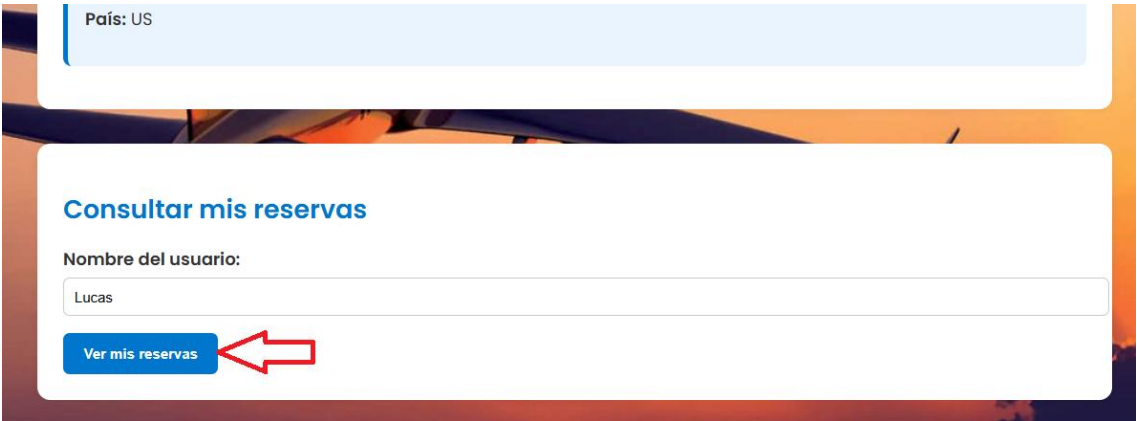 País: US
Consultar mis reservas
Nombre del usuario:
Lucas
Ver mis reservas